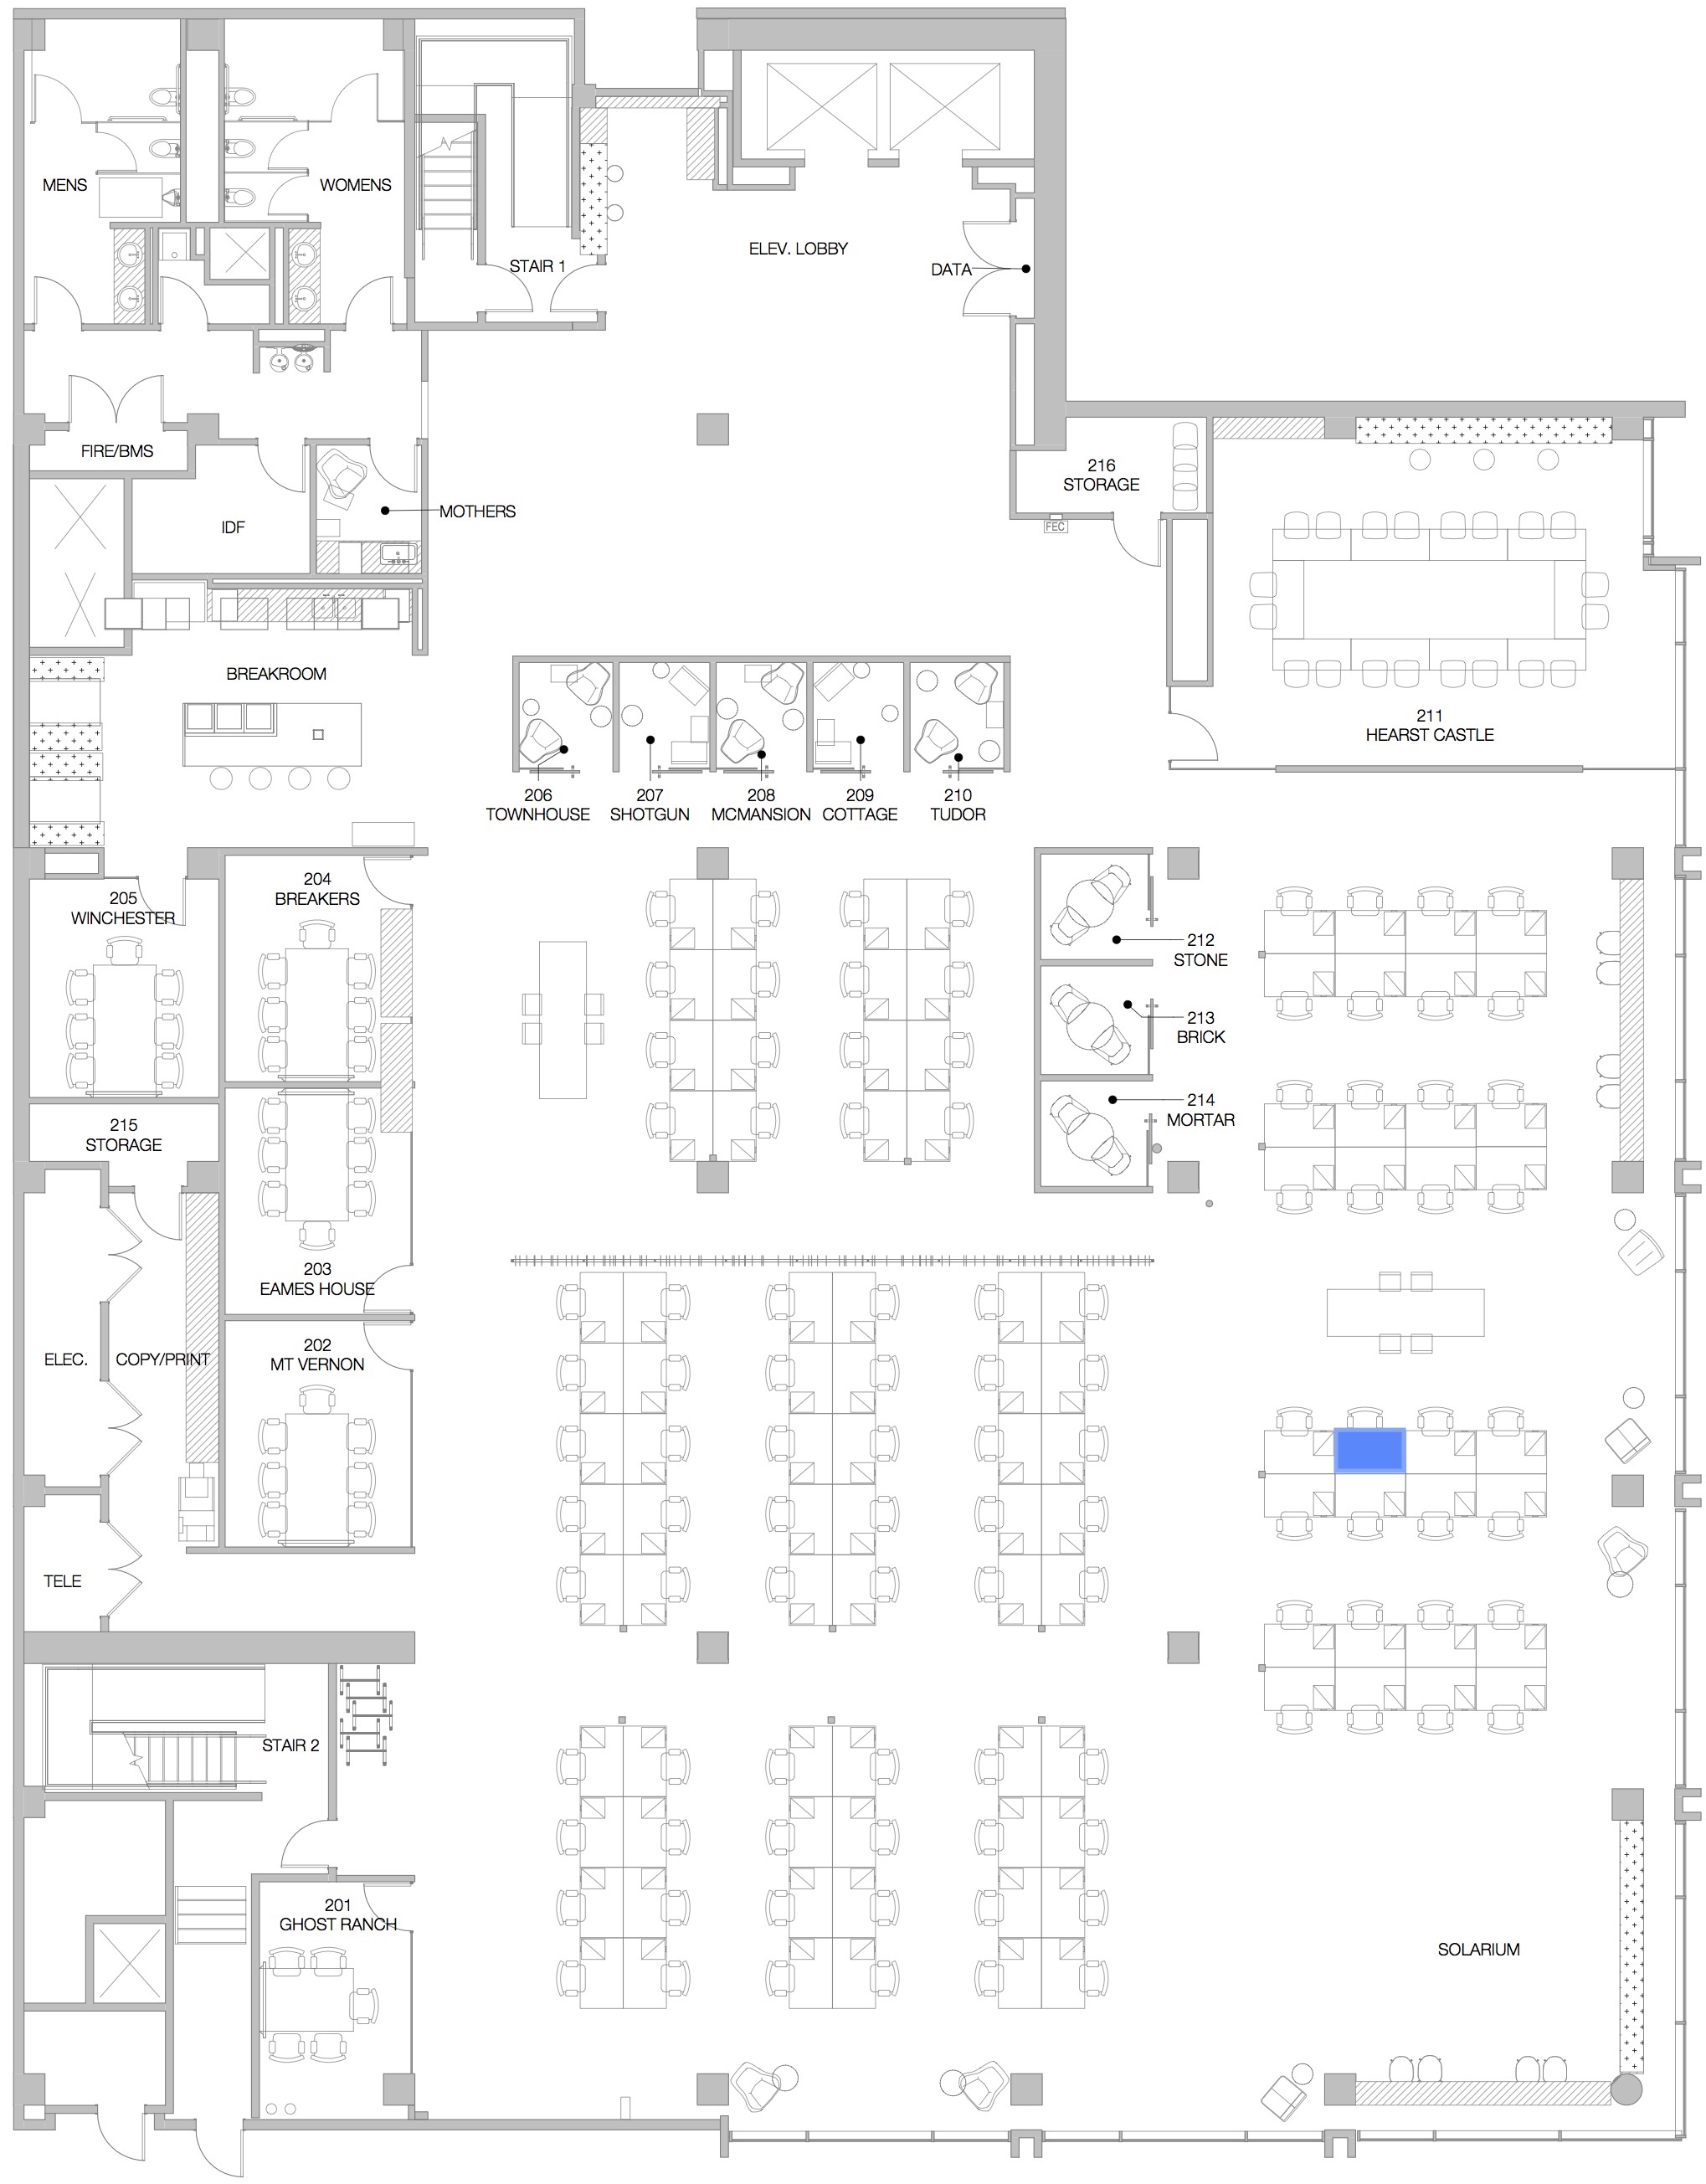 MENS
WOMENS
STAIR 1
ELEV. LOBBY
DATA
FIRE/BMS
IDF
MOTHERS
216
STORAGE
FEC
BREAKROOM
211
HEARST CASTLE
206
TOWNHOUSE
207
SHOTGUN
208
MCMANSION
209
COTTAGE
210
TUDOR
205
WINCHESTER
204
BREAKERS
212
STONE
213
BRICK
214
MORTAR
215
STORAGE
203
EAMES HOUSE
202
MT VERNON
ELEC.
COPY/PRINT
TELE
STAIR 2
201
GHOST RANCH
SOLARIUM